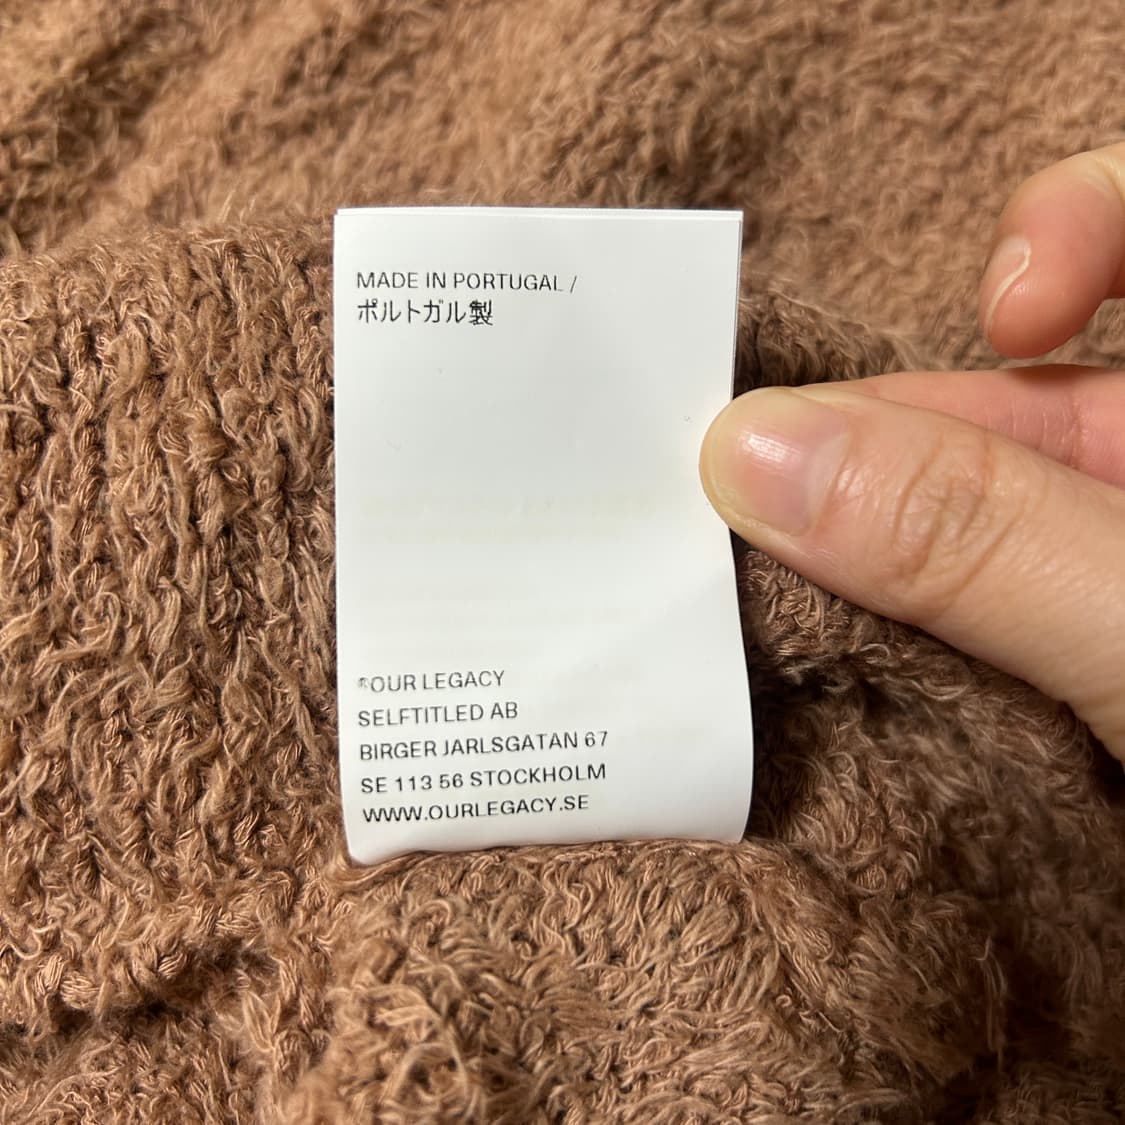 MADE IN PORTUGAL /
ポルトガル製
®OUR LEGACY
SELFTITLED AB
BIRGER JARLSGATAN 67
SE 113 56 STOCKHOLM
WWW.OURLEGACY.SE